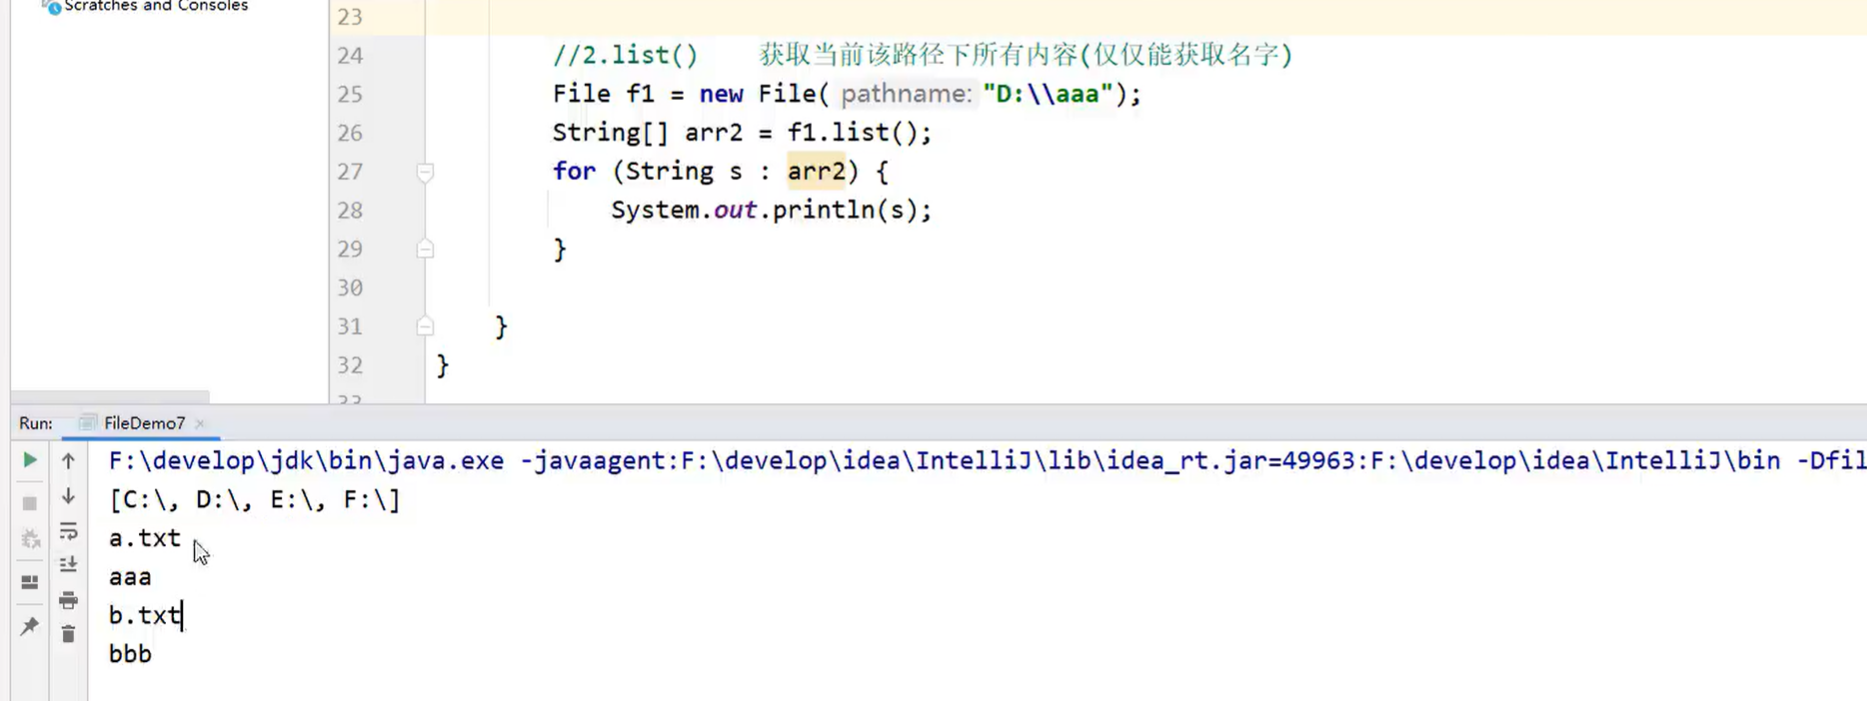 Scratches and Consoles
23
24 //2.list() 获取当前该路径下所有内容(仅仅能获取名字)
25 File f1 = new File( pathname: "D:\\aaa");
26 String[] arr2 = f1.list();
27 for (String s : arr2) {
28 System.out.println(s);
29 }
30
31 }
32 }
33
Run: FileDemo7 ×
F:\develop\jdk\bin\java.exe -javaagent:F:\develop\idea\IntelliJ\lib\idea_rt.jar=49963:F:\develop\idea\IntelliJ\bin -Dfil
[C:\, D:\, E:\, F:\]
a.txt
aaa
b.txt
bbb